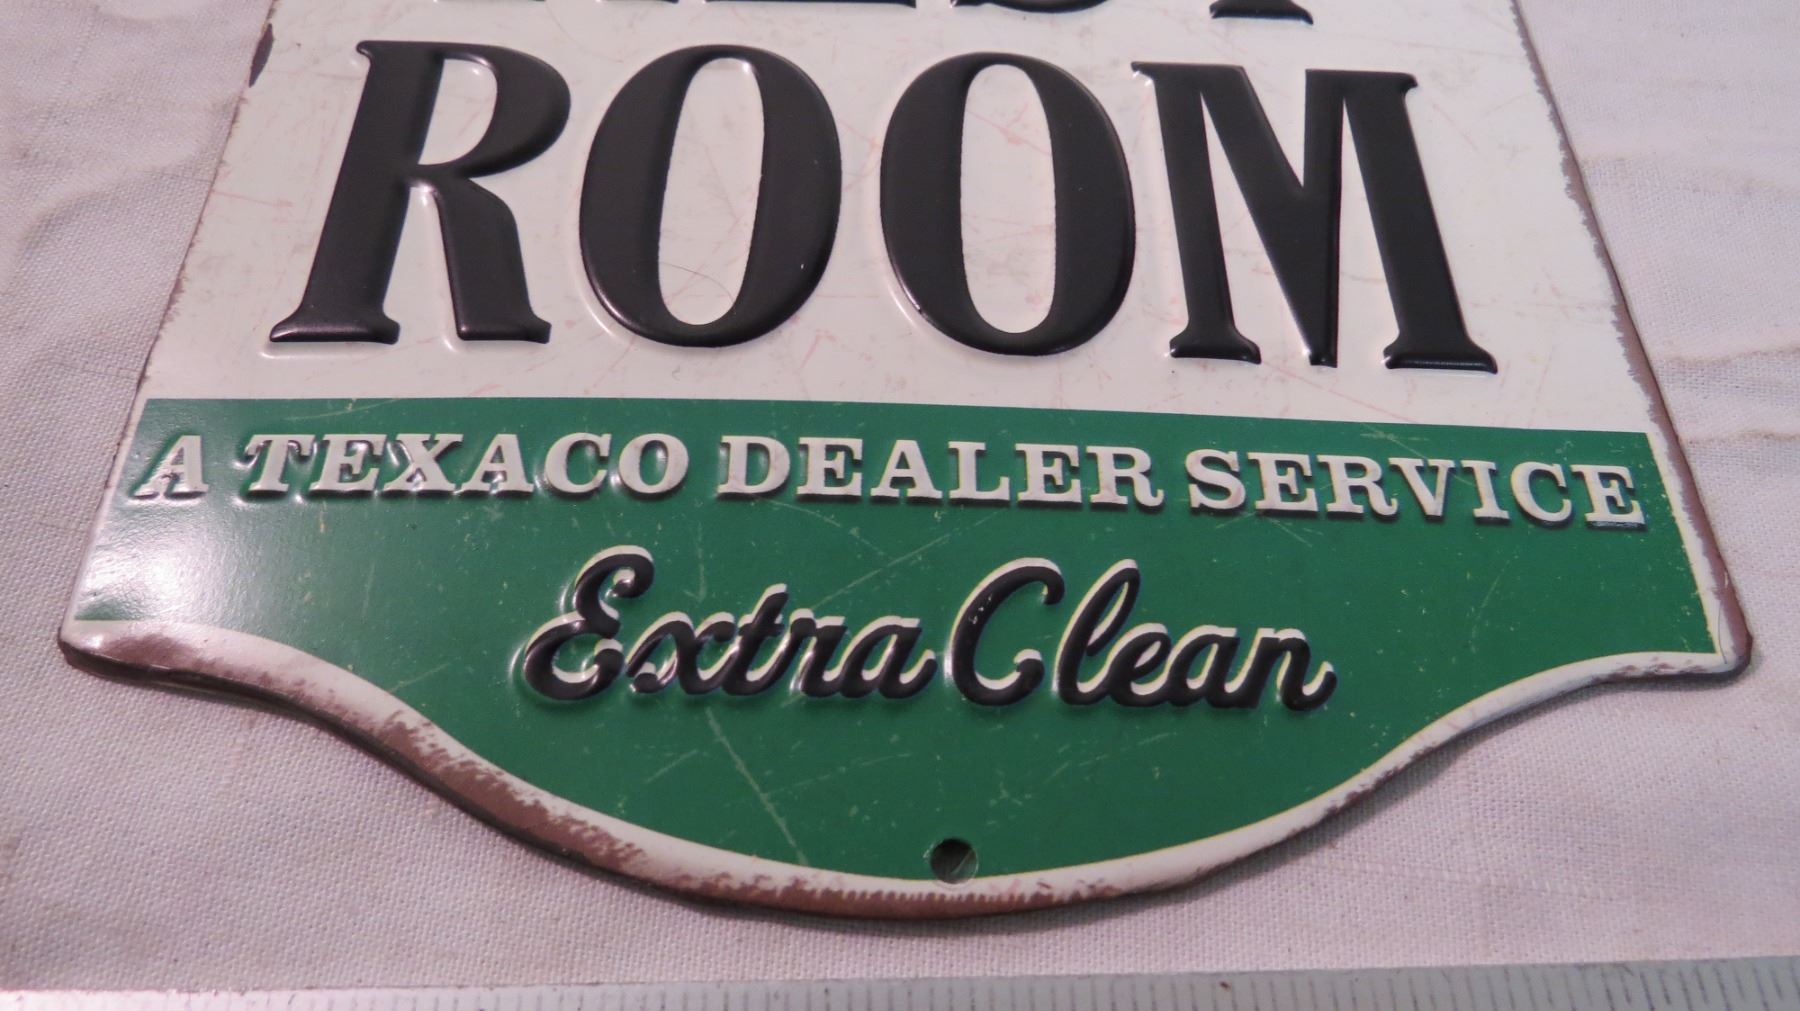 ROOM
A TEXACO DEALER SERVICE
Extra Clean